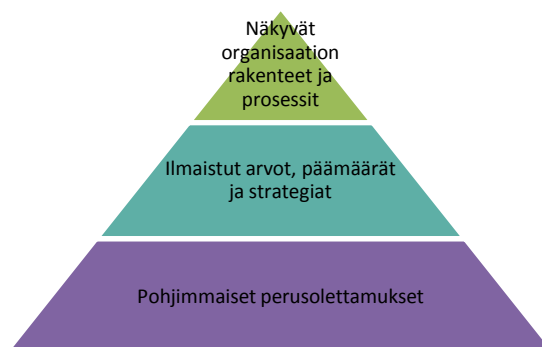 Näkyvät
organisaation
rakenteet ja
prosessit
Ilmaistut arvot, päämäärät
ja strategiat
Pohjimmaiset perusolettamukset